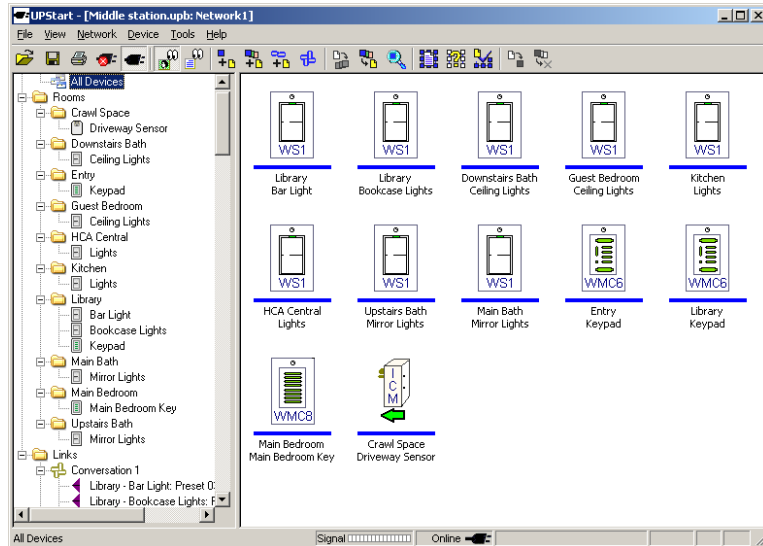 UPStart - [Middle station.upb: Network1]
File View Network Device Tools Help
All Devices
Rooms
Crawl Space
Driveway Sensor
Downstairs Bath
Ceiling Lights
Entry
Keypad
Guest Bedroom
Ceiling Lights
HCA Central
Lights
Kitchen
Lights
Library
Bar Light
Bookcase Lights
Keypad
Main Bath
Mirror Lights
Main Bedroom
Main Bedroom Key
Upstairs Bath
Mirror Lights
Links
Conversation 1
Library - Bar Light: Preset 0
Library - Bookcase Lights:
WS1 WS1 WS1 WS1 WS1
Library Library Downstairs Bath Guest Bedroom Kitchen
Bar Light Bookcase Lights Ceiling Lights Ceiling Lights Lights
WS1 WS1 WS1 WMC6 WMC6
HCA Central Upstairs Bath Main Bath Entry Library
Lights Mirror Lights Mirror Lights Keypad Keypad
WMC8 ICM
Main Bedroom Crawl Space
Main Bedroom Key Driveway Sensor
All Devices Signal Online